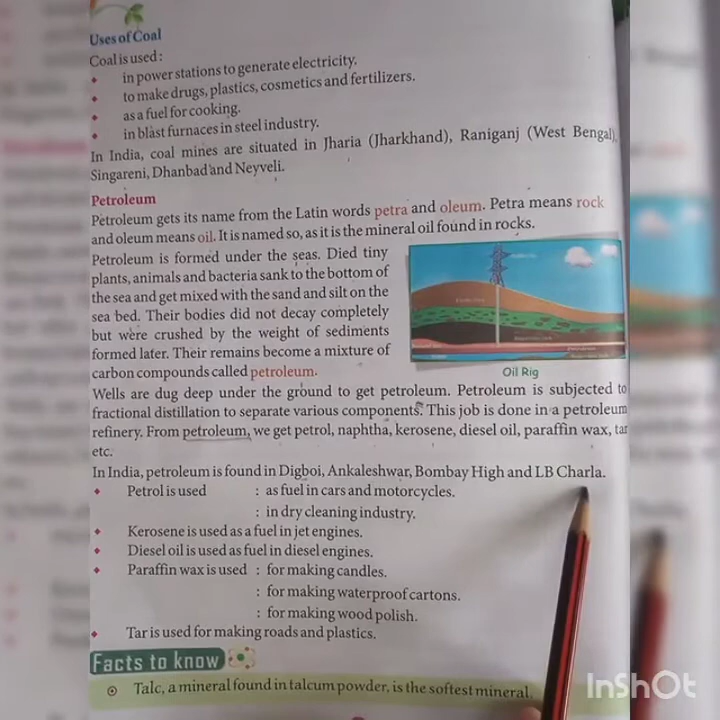 Uses of Coal
Coal is used :
in power stations to generate electricity.
to make drugs, plastics, cosmetics and fertilizers.
as a fuel for cooking.
in blast furnaces in steel industry.
In India, coal mines are situated in Jharia (Jharkhand), Raniganj (West Bengal),
Singareni, Dhanbad and Neyveli.
Petroleum
Petroleum gets its name from the Latin words petra and oleum. Petra means rock
and oleum means oil. It is named so, as it is the mineral oil found in rocks.
Petroleum is formed under the seas. Died tiny
plants, animals and bacteria sank to the bottom of
the sea and get mixed with the sand and silt on the
sea bed. Their bodies did not decay completely
but were crushed by the weight of sediments
formed later. Their remains become a mixture of
carbon compounds called petroleum.
Oil Rig
Wells are dug deep under the ground to get petroleum. Petroleum is subjected to
fractional distillation to separate various components. This job is done in a petroleum
refinery. From petroleum, we get petrol, naphtha, kerosene, diesel oil, paraffin wax, tar
etc.
In India, petroleum is found in Digboi, Ankaleshwar, Bombay High and LB Charla.
Petrol is used : as fuel in cars and motorcycles.
: in dry cleaning industry.
Kerosene is used as a fuel in jet engines.
Diesel oil is used as fuel in diesel engines.
Paraffin wax is used : for making candles.
: for making waterproof cartons.
: for making wood polish.
Tar is used for making roads and plastics.
Facts to know
Talc, a mineral found in talcum powder, is the softest mineral.
InShOt